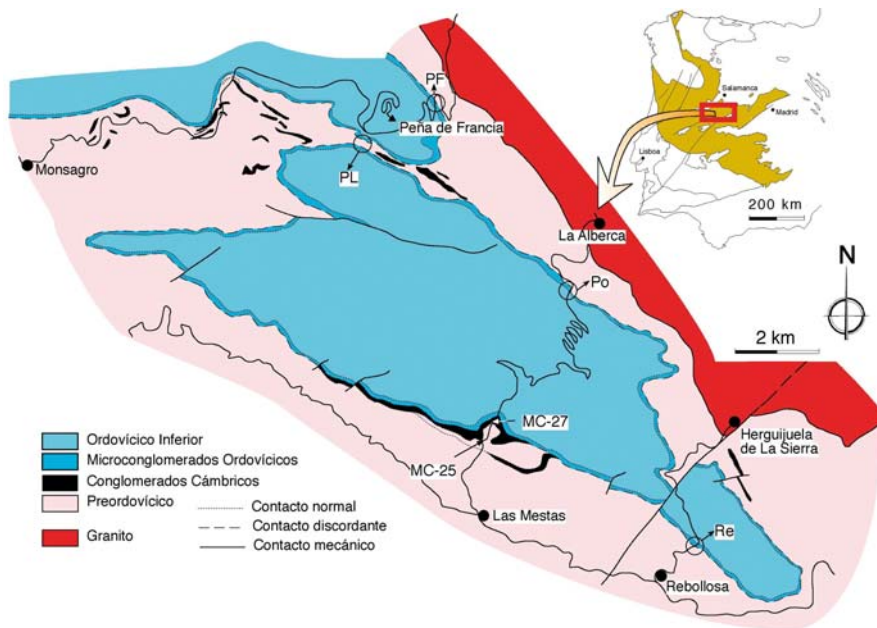 PF
Peña de Francia
Monsagro
PL
La Alberca
Po
Salamanca
Madrid
Lisboa
200 km
N
2 km
MC-27
MC-25
Herguijuela
de La Sierra
Las Mestas
Re
Rebollosa
Ordovícico Inferior
Microconglomerados Ordovícicos
Conglomerados Cámbricos
Preordovícico
Granito
Contacto normal
Contacto discordante
Contacto mecánico